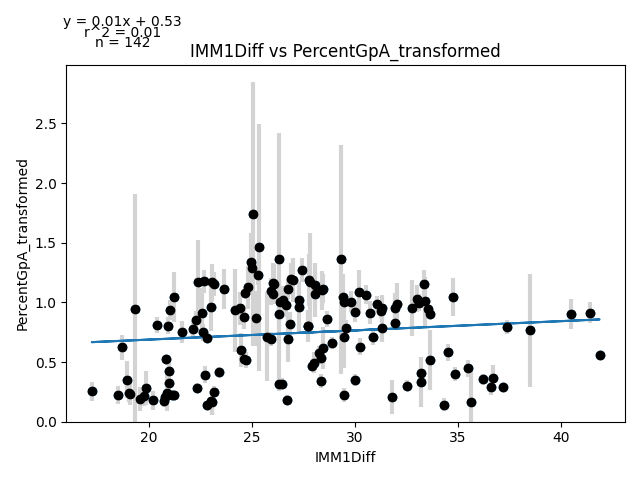 y = 0.01x + 0.53
r^2 = 0.01
n = 142
IMM1Diff vs PercentGpA_transformed
PercentGpA_transformed
2.5
2.0
1.5
1.0
0.5
0.0
20 25 30 35 40
IMM1Diff